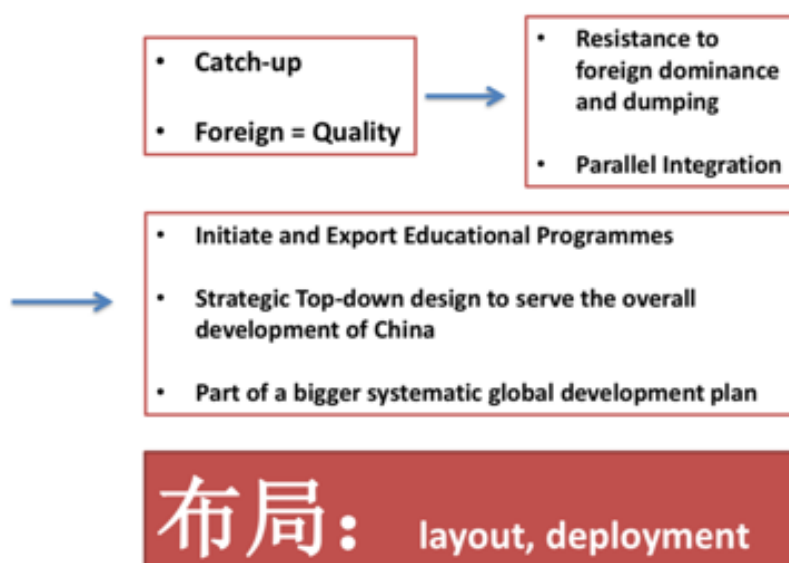 • Catch-up
• Foreign = Quality
• Resistance to
foreign dominance
and dumping
• Parallel Integration
• Initiate and Export Educational Programmes
• Strategic Top-down design to serve the overall
development of China
• Part of a bigger systematic global development plan
布局： layout, deployment